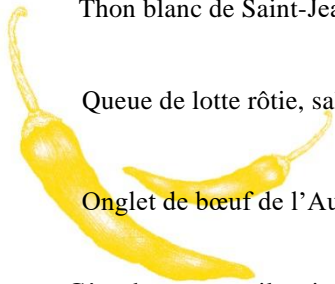 Thon blanc de Saint-Jea
Queue de lotte rôtie, sa
Onglet de bœuf de l'Au